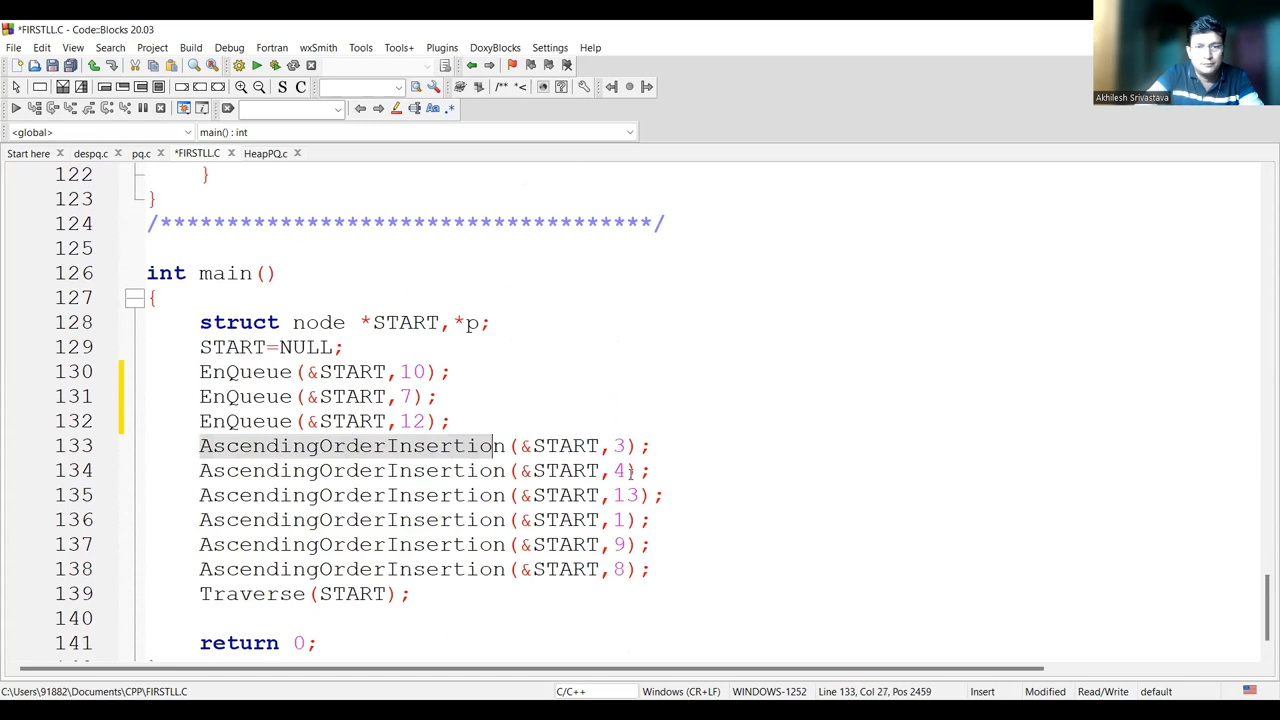 *FIRSTLL.C - Code::Blocks 20.03
File Edit View Search Project Build Debug Fortran wxSmith Tools Tools+ Plugins DoxyBlocks Settings Help
S C
/** *<
Aa .*
<global> main() : int
Start here despq.c pq.c *FIRSTLL.C HeapPQ.c
122 }
123 }
124 /*************************************/
125
126 int main()
127 {
128 struct node *START,*p;
129 START=NULL;
130 EnQueue(&START,10);
131 EnQueue(&START,7);
132 EnQueue(&START,12);
133 AscendingOrderInsertion(&START,3);
134 AscendingOrderInsertion(&START,4);
135 AscendingOrderInsertion(&START,13);
136 AscendingOrderInsertion(&START,1);
137 AscendingOrderInsertion(&START,9);
138 AscendingOrderInsertion(&START,8);
139 Traverse(START);
140
141 return 0;
C:\Users\91882\Documents\CPP\FIRSTLL.C C/C++ Windows (CR+LF) WINDOWS-1252 Line 133, Col 27, Pos 2459 Insert Modified Read/Write default
Akhilesh Srivastava